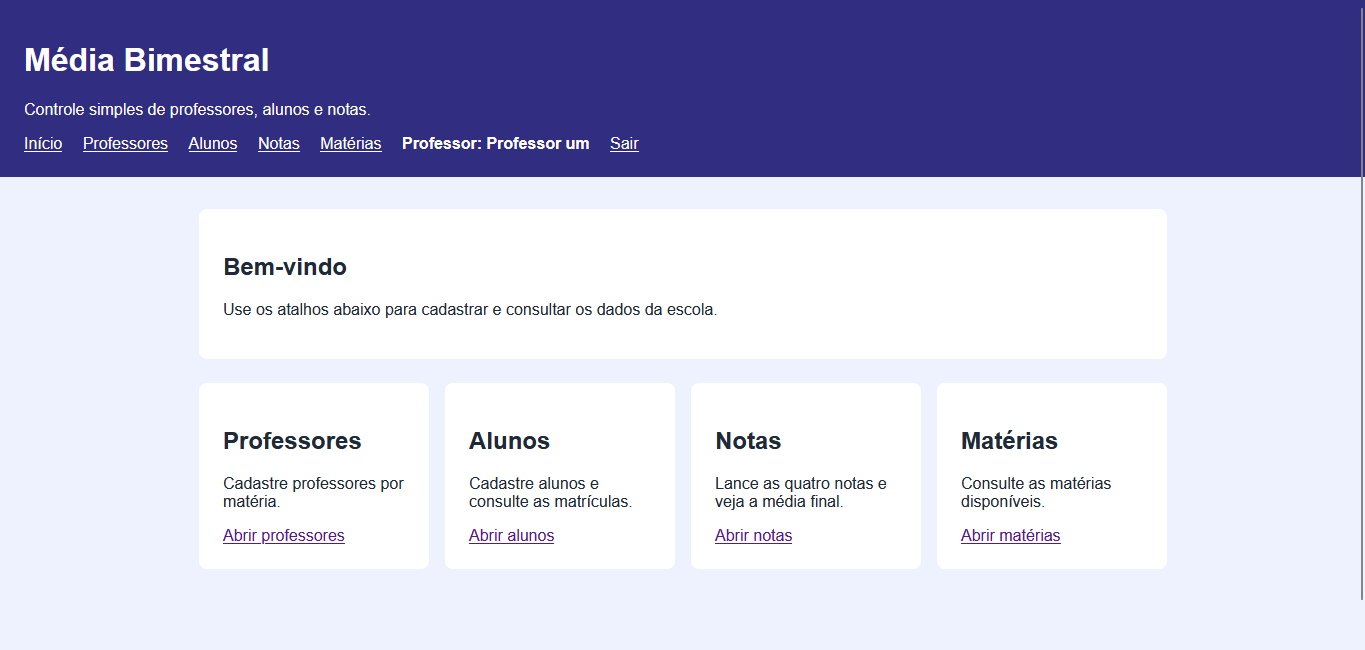 Média Bimestral
Controle simples de professores, alunos e notas.
Início Professores Alunos Notas Matérias Professor: Professor um Sair
Bem-vindo
Use os atalhos abaixo para cadastrar e consultar os dados da escola.
Professores
Cadastre professores por
matéria.
Abrir professores
Alunos
Cadastre alunos e
consulte as matrículas.
Abrir alunos
Notas
Lance as quatro notas e
veja a média final.
Abrir notas
Matérias
Consulte as matérias
disponíveis.
Abrir matérias